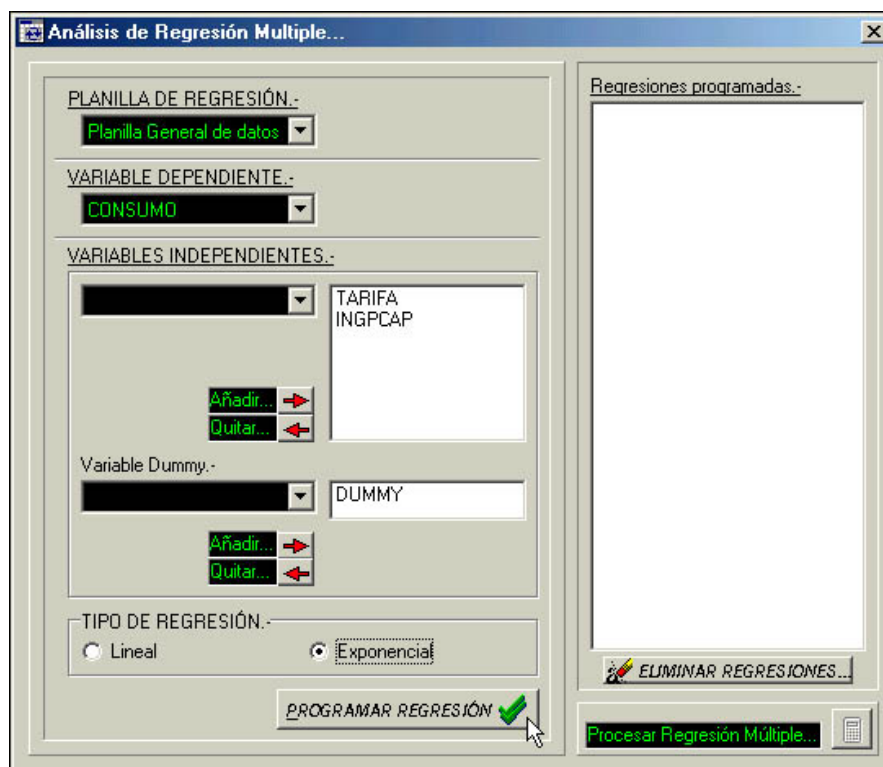 Análisis de Regresión Multiple...
PLANILLA DE REGRESIÓN.-
Planilla General de datos
VARIABLE DEPENDIENTE.-
CONSUMO
VARIABLES INDEPENDIENTES.-
TARIFA
INGPCAP
Añadir...
Quitar...
Variable Dummy.-
DUMMY
Añadir...
Quitar...
TIPO DE REGRESIÓN.-
Lineal
Exponencial
PROGRAMAR REGRESIÓN
Regresiones programadas.-
ELIMINAR REGRESIONES...
Procesar Regresión Múltiple...